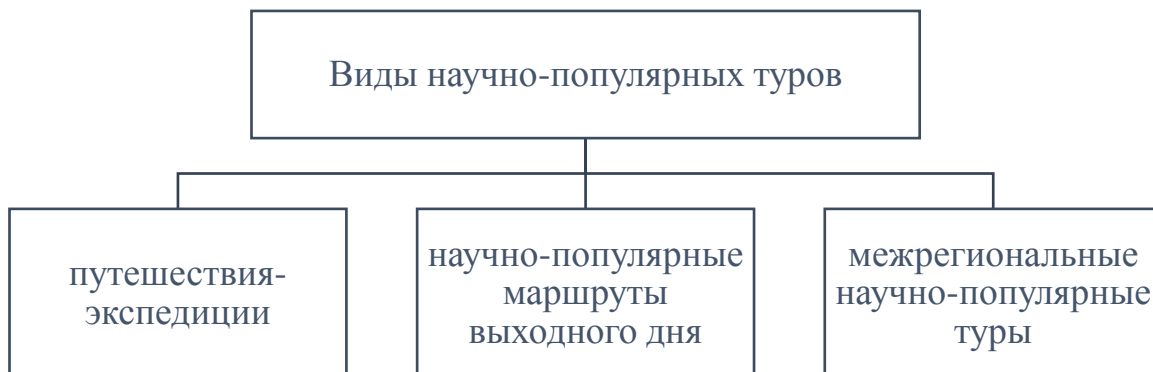 Виды научно-популярных туров
путешествия-
экспедиции
научно-популярные
маршруты
выходного дня
межрегиональные
научно-популярные
туры